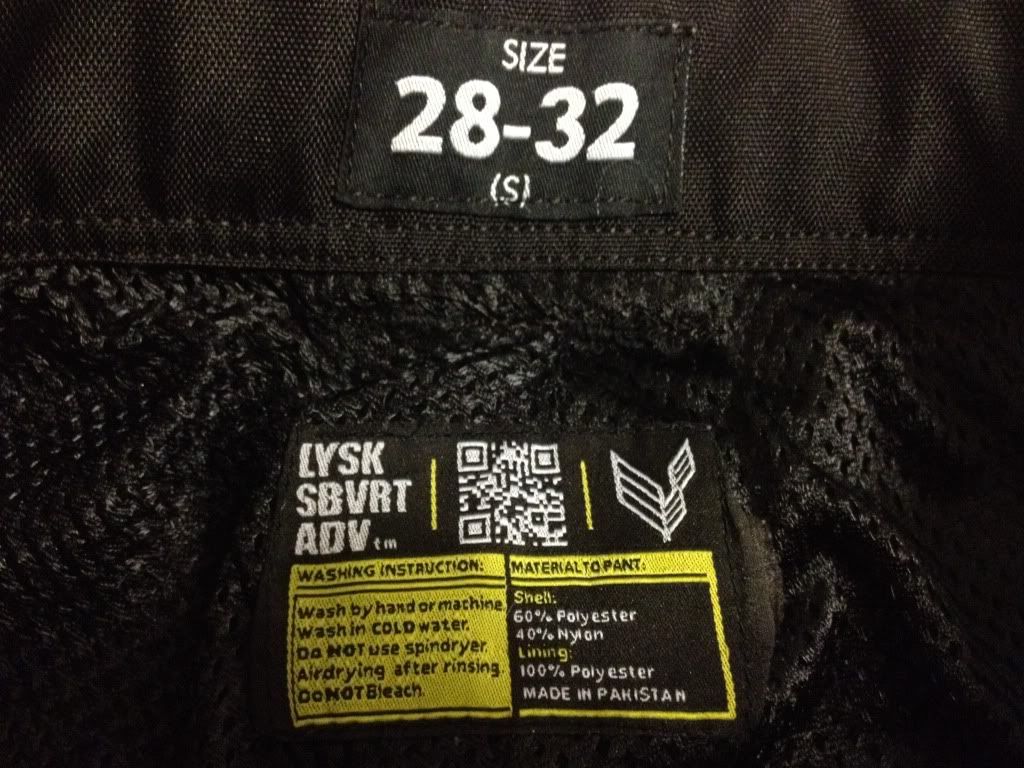 SIZE
28-32
(S)
LYSK
SBVRT
ADV tm
WASHING INSTRUCTION:
Wash by hand or machine.
Wash in COLD water.
Do NOT use spindryer.
Airdrying after rinsing.
Do NOT Bleach.
MATERIAL TO PANT:
Shell:
60% Polyester
40% Nylon
Lining:
100% Polyester
MADE IN PAKISTAN